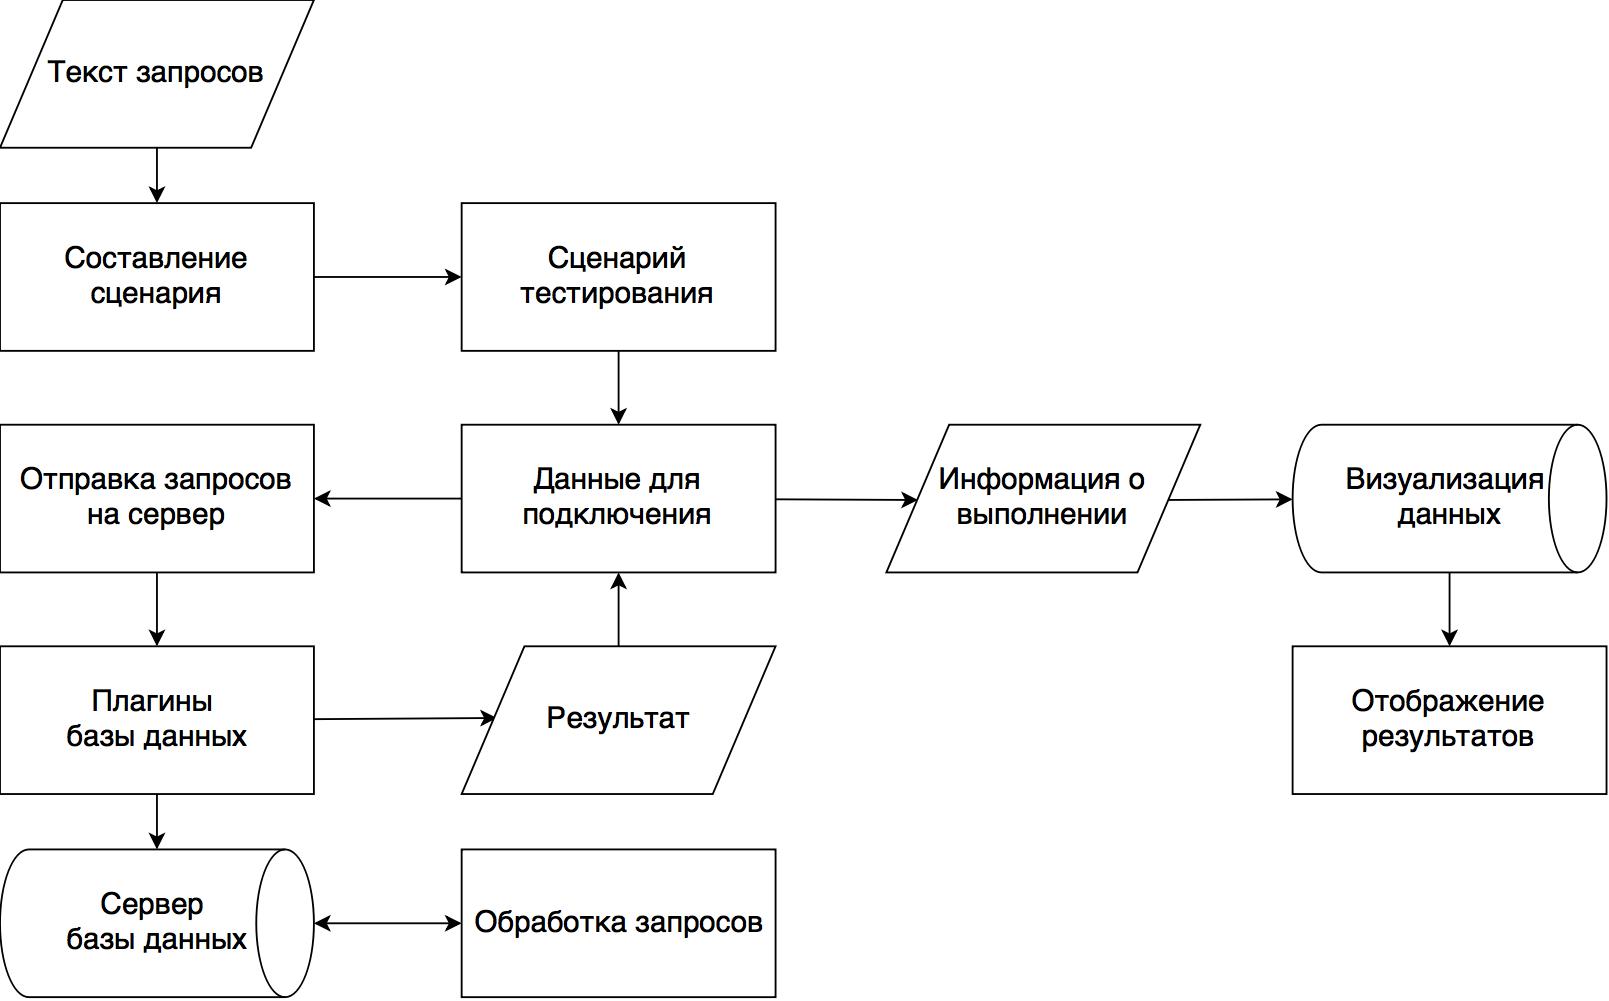 Текст запросов
Составление
сценария
Сценарий
тестирования
Отправка запросов
на сервер
Данные для
подключения
Информация о
выполнении
Визуализация
данных
Плагины
базы данных
Результат
Отображение
результатов
Сервер
базы данных
Обработка запросов